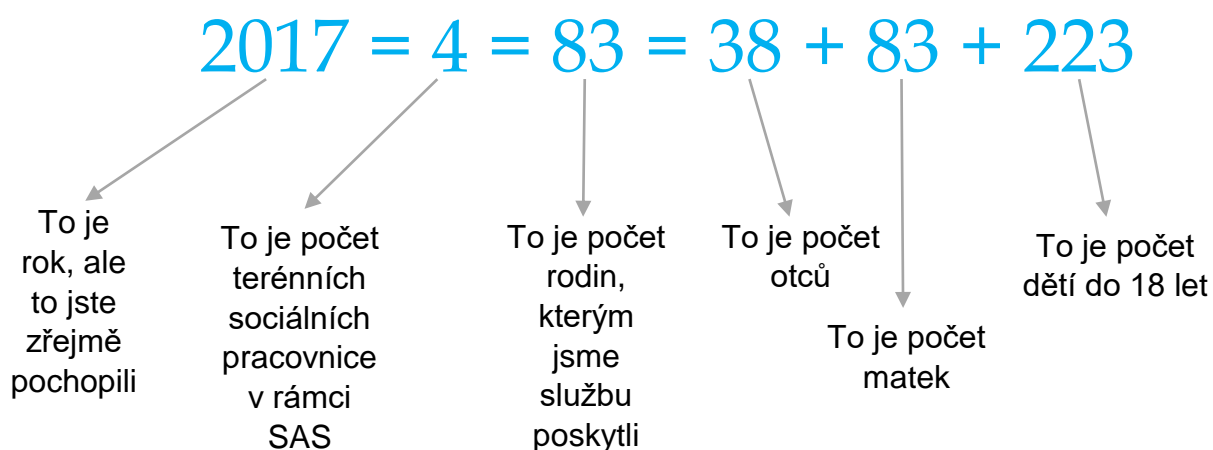 2017 = 4 = 83 = 38 + 83 + 223
To je
rok, ale
to jste
zřejmě
pochopili
To je počet
terénních
sociálních
pracovnice
v rámci
SAS
To je počet
rodin,
kterým
jsme
službu
poskytli
To je počet
otců
To je počet
matek
To je počet
dětí do 18 let